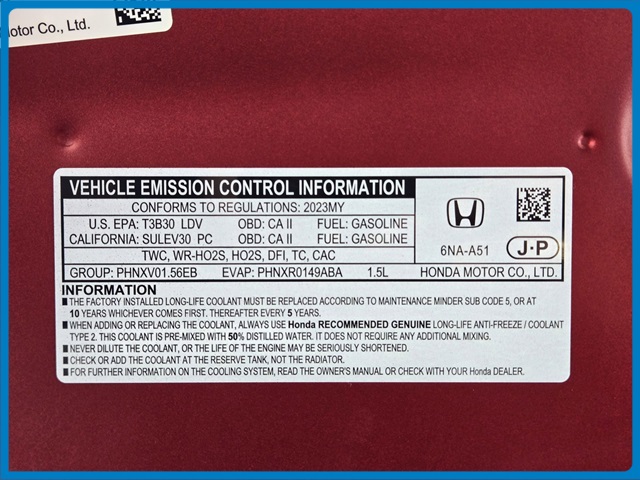 Motor Co., Ltd.
VEHICLE EMISSION CONTROL INFORMATION
CONFORMS TO REGULATIONS: 2023MY
U.S. EPA: T3B30 LDV OBD: CA II FUEL: GASOLINE
CALIFORNIA: SULEV30 PC OBD: CA II FUEL: GASOLINE
TWC, WR-HO2S, HO2S, DFI, TC, CAC
GROUP: PHNXV01.56EB EVAP: PHNXR0149ABA 1.5L
6NA-A51 J·P
HONDA MOTOR CO., LTD.
INFORMATION
■ THE FACTORY INSTALLED LONG-LIFE COOLANT MUST BE REPLACED ACCORDING TO MAINTENANCE MINDER SUB CODE 5, OR AT
10 YEARS WHICHEVER COMES FIRST. THEREAFTER EVERY 5 YEARS.
■ WHEN ADDING OR REPLACING THE COOLANT, ALWAYS USE Honda RECOMMENDED GENUINE LONG-LIFE ANTI-FREEZE / COOLANT
TYPE 2. THIS COOLANT IS PRE-MIXED WITH 50% DISTILLED WATER. IT DOES NOT REQUIRE ANY ADDITIONAL MIXING.
■ NEVER DILUTE THE COOLANT, OR THE LIFE OF THE ENGINE MAY BE SERIOUSLY SHORTENED.
■ CHECK OR ADD THE COOLANT AT THE RESERVE TANK, NOT THE RADIATOR.
■ FOR FURTHER INFORMATION ON THE COOLING SYSTEM, READ THE OWNER'S MANUAL OR CHECK WITH YOUR Honda DEALER.